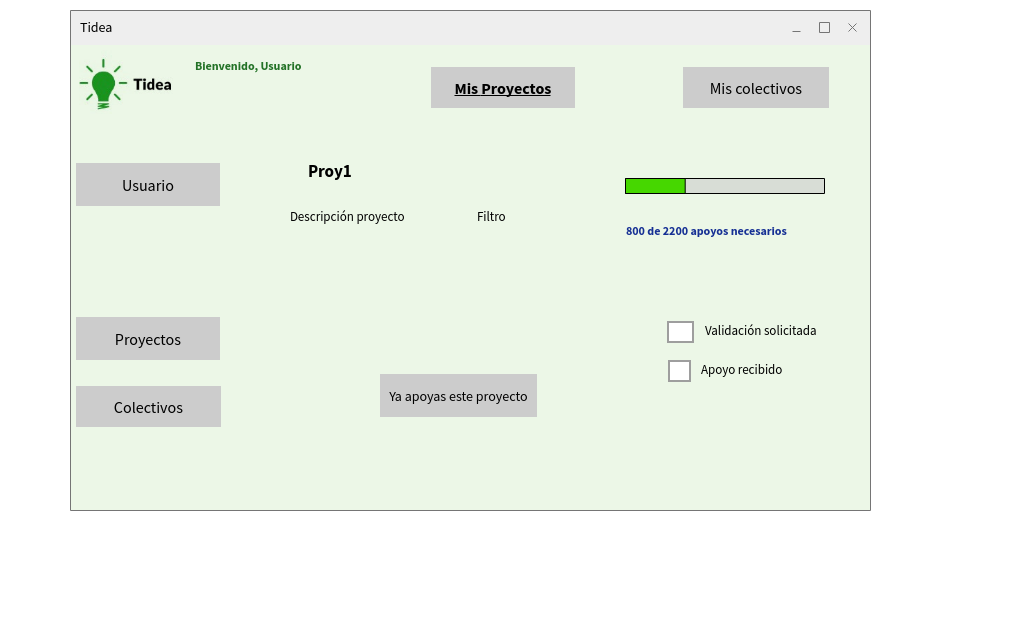 Tidea
Tidea
Bienvenido, Usuario
Mis Proyectos
Mis colectivos
Usuario
Proy1
Descripción proyecto
Filtro
800 de 2200 apoyos necesarios
Proyectos
Validación solicitada
Apoyo recibido
Colectivos
Ya apoyas este proyecto